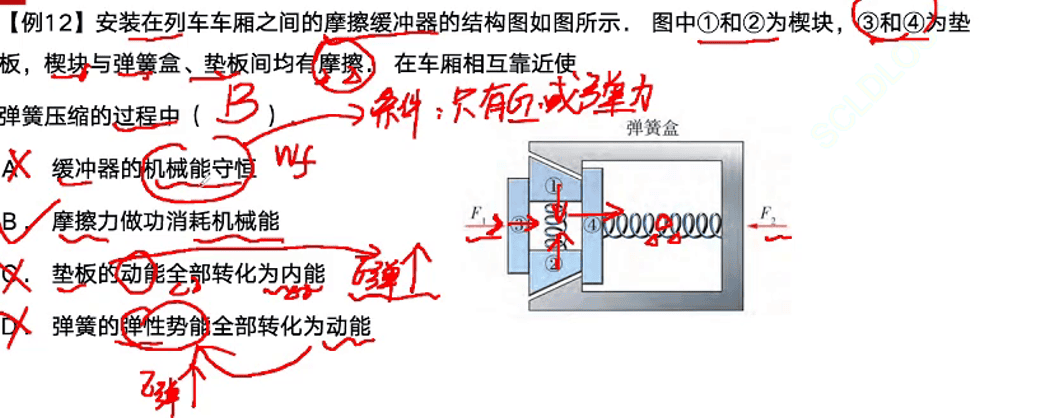 【例12】安装在列车车厢之间的摩擦缓冲器的结构图如图所示． 图中①和②为楔块，③和④为垫
板，楔块与弹簧盒、垫板间均有摩擦． 在车厢相互靠近使
弹簧压缩的过程中（ B ）
条件：只有G.或弹力
A． 缓冲器的机械能守恒 Wf
B． 摩擦力做功消耗机械能
C． 垫板的动能全部转化为内能 E弹↑
D． 弹簧的弹性势能全部转化为动能
E弹↑
弹簧盒
①
F₁ ③ ④ F₂
②